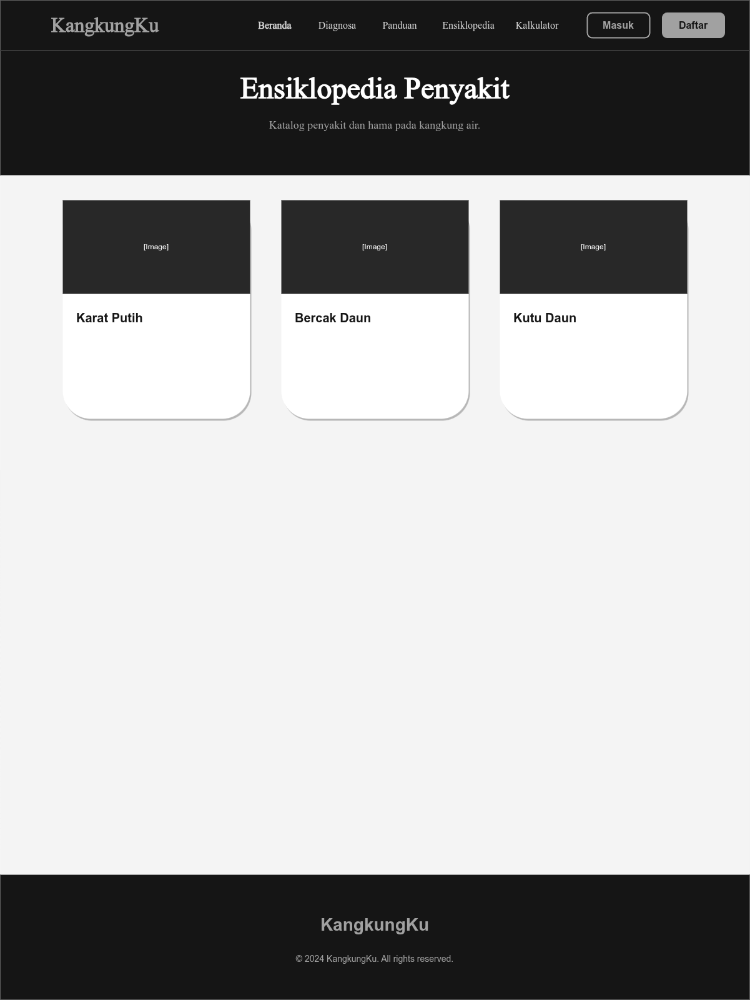 KangkungKu
Beranda Diagnosa Panduan Ensiklopedia Kalkulator Masuk Daftar
Ensiklopedia Penyakit
Katalog penyakit dan hama pada kangkung air.
[Image] [Image] [Image]
Karat Putih Bercak Daun Kutu Daun
KangkungKu
© 2024 KangkungKu. All rights reserved.